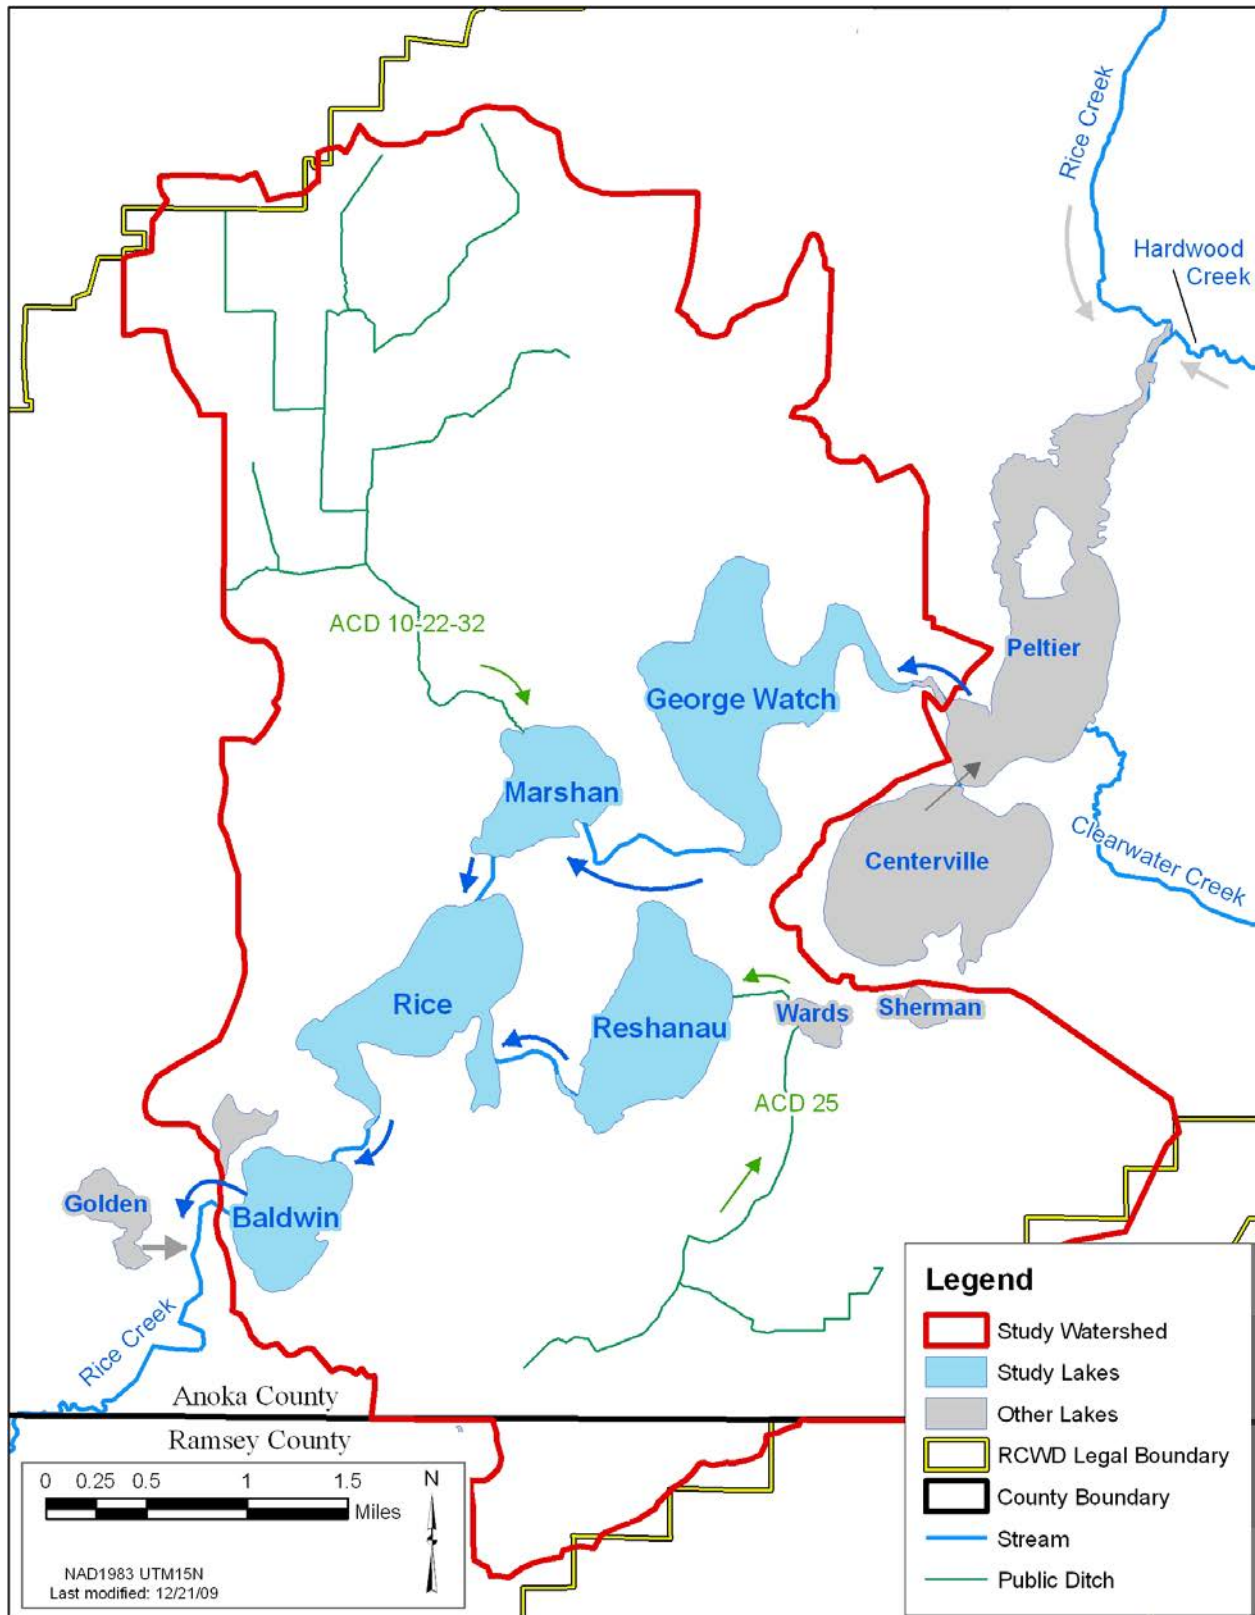 Rice Creek
Hardwood
Creek
ACD 10-22-32
Peltier
George Watch
Marshan
Centerville
Clearwater Creek
Rice
Reshanau
Wards
Sherman
ACD 25
Golden
Baldwin
Rice Creek
Anoka County
Ramsey County
0 0.25 0.5 1 1.5
Miles
N
NAD1983 UTM15N
Last modified: 12/21/09
Legend
Study Watershed
Study Lakes
Other Lakes
RCWD Legal Boundary
County Boundary
Stream
Public Ditch